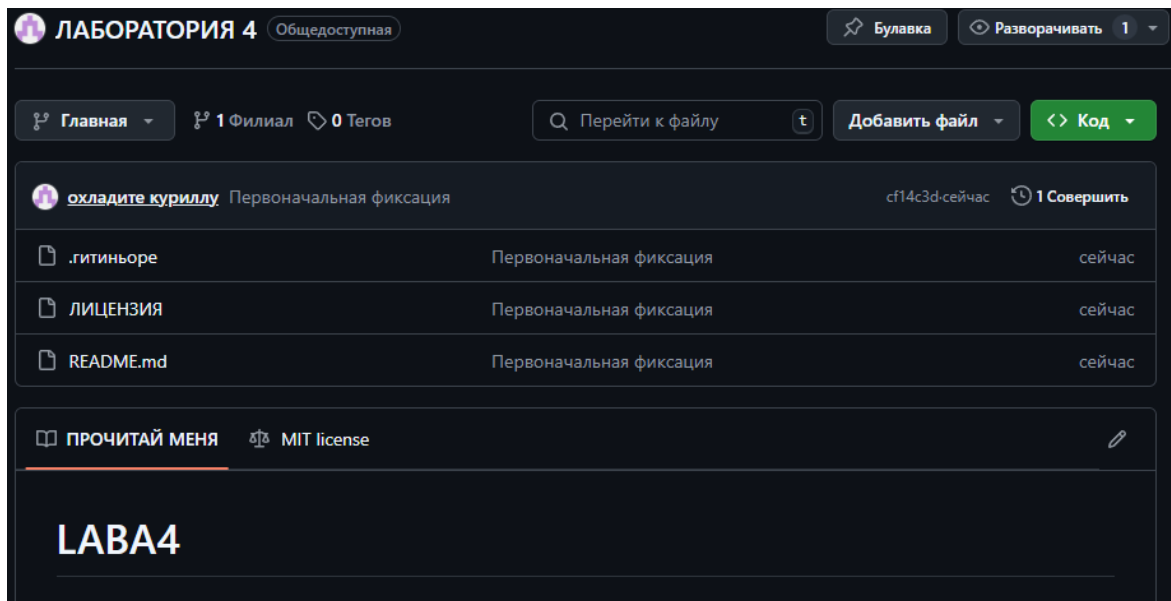 ЛАБОРАТОРИЯ 4 Общедоступная Булавка Разворачивать 1
Главная 1 Филиал 0 Тегов Перейти к файлу t Добавить файл <> Код
охладите куриллу Первоначальная фиксация cf14c3d·сейчас 1 Совершить
.гитиньоре Первоначальная фиксация сейчас
ЛИЦЕНЗИЯ Первоначальная фиксация сейчас
README.md Первоначальная фиксация сейчас
ПРОЧИТАЙ МЕНЯ MIT license
LABA4